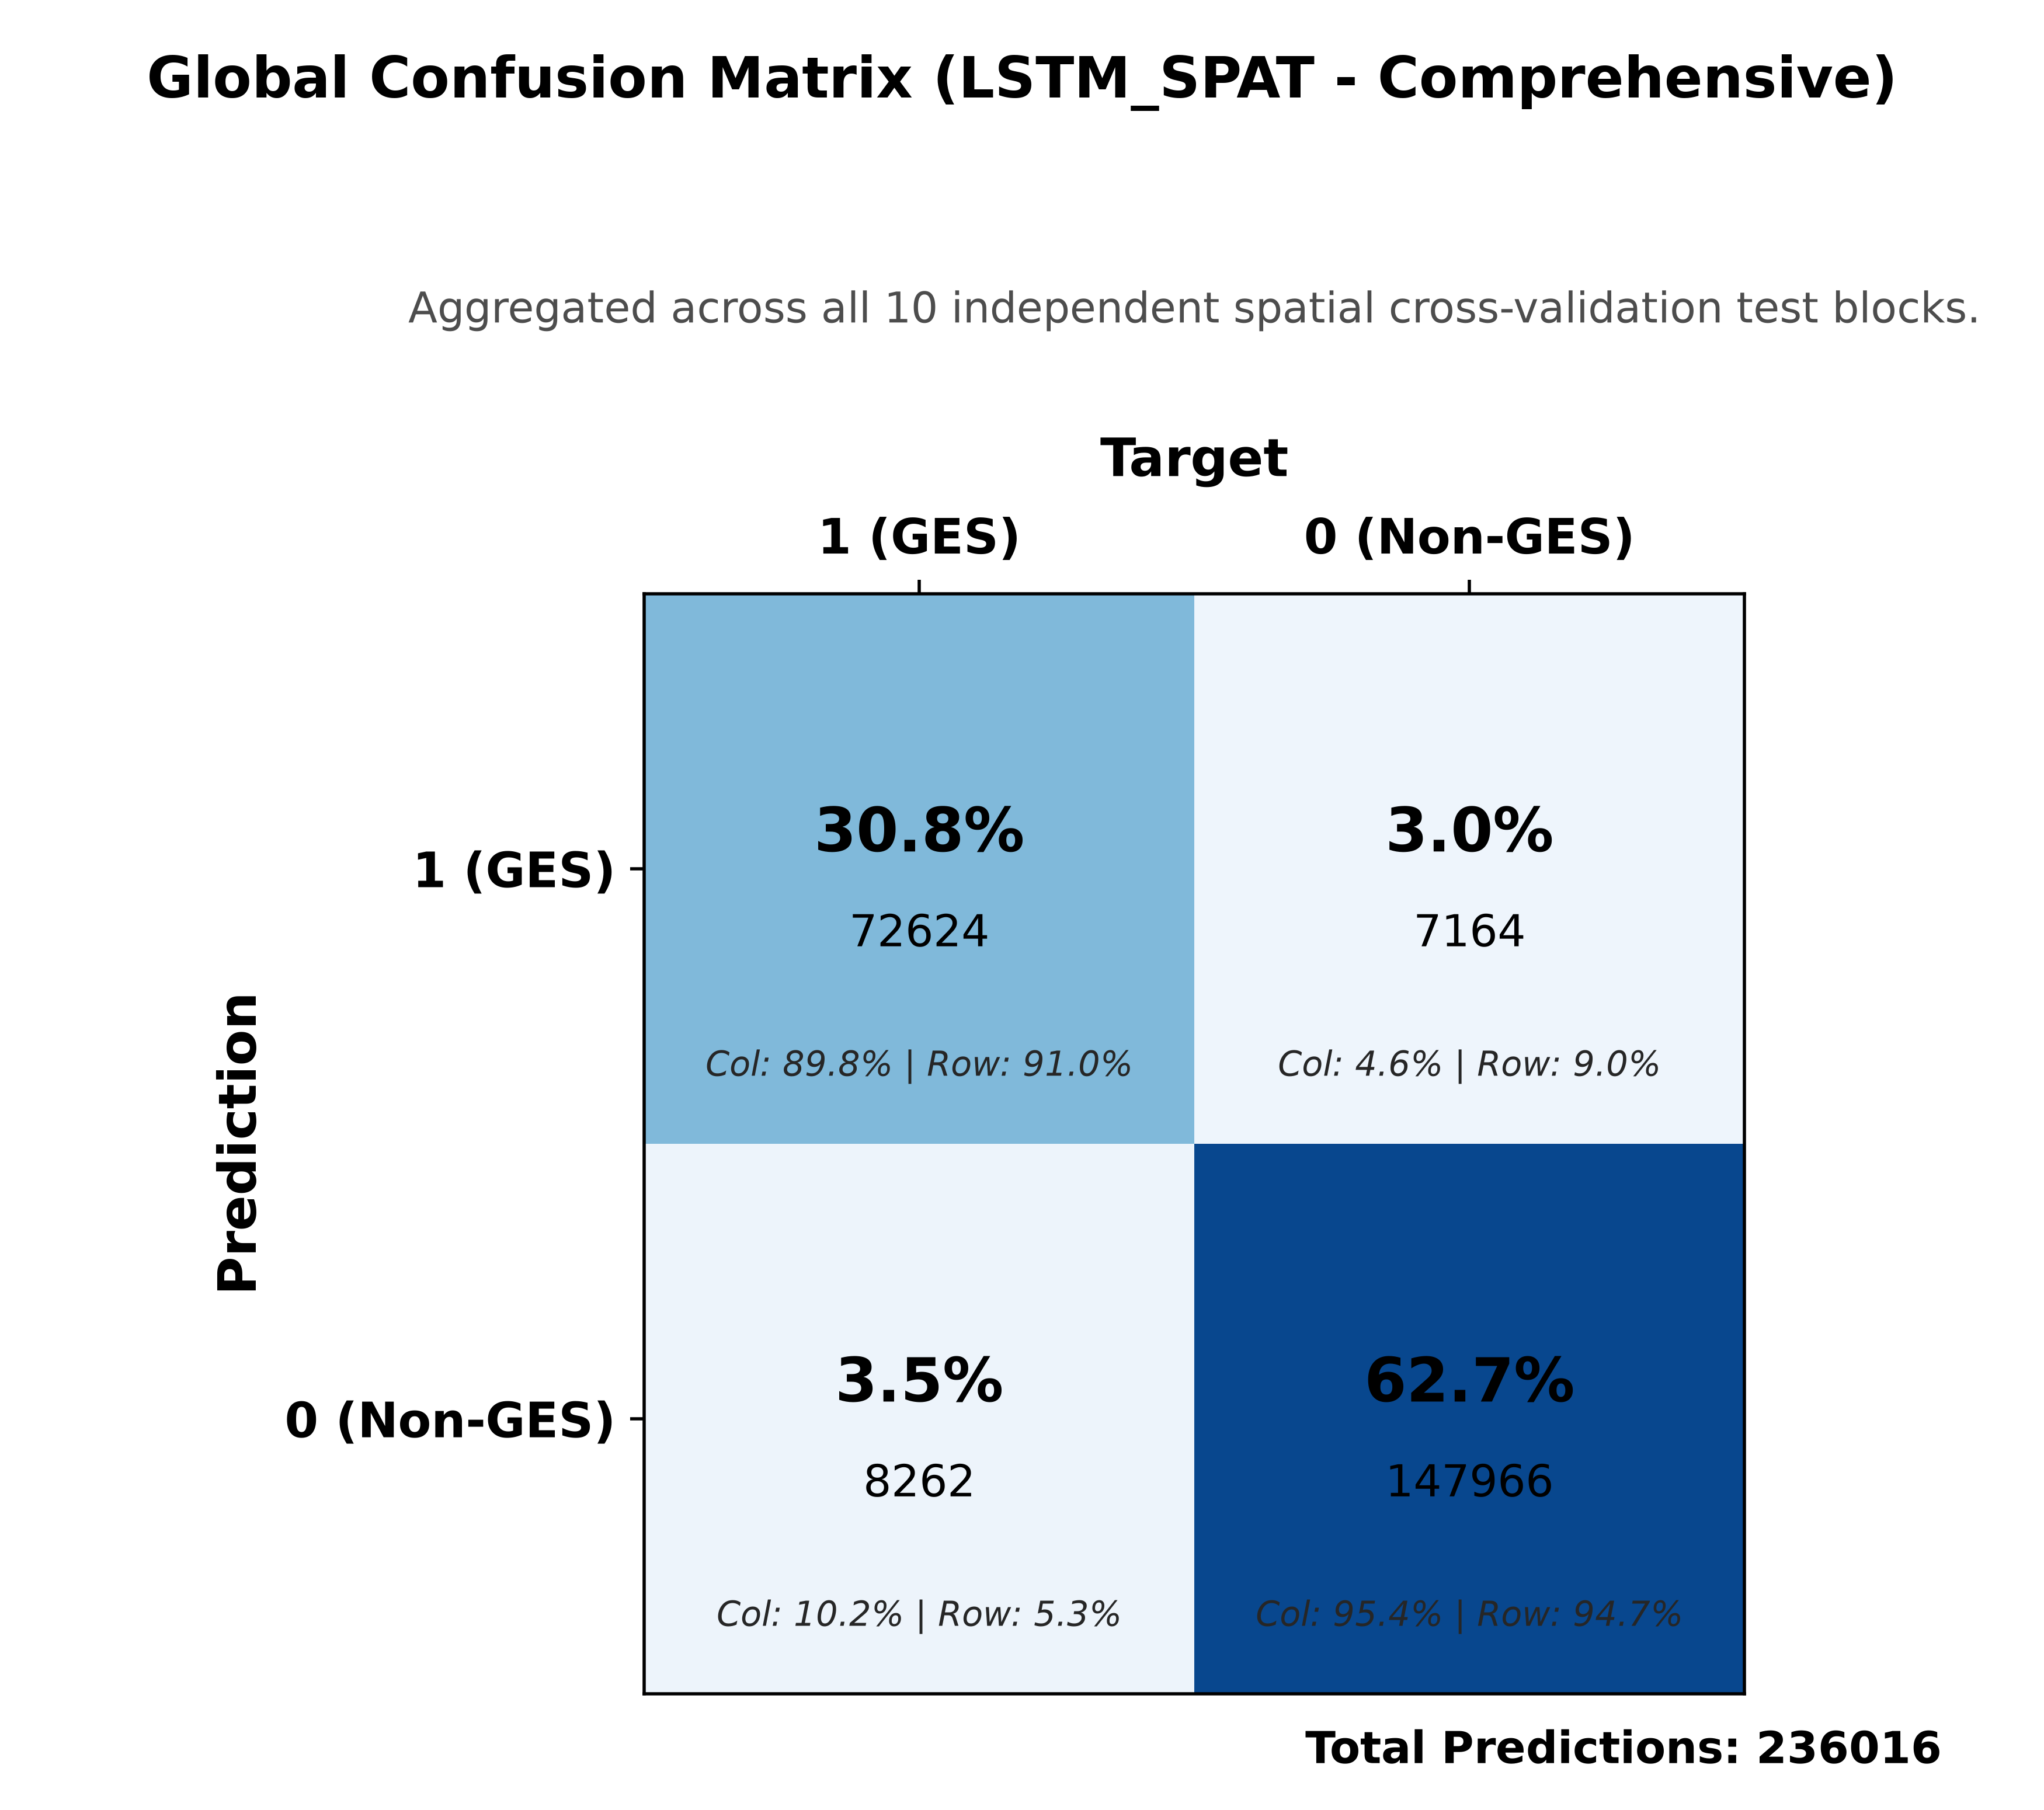 Global Confusion Matrix (LSTM_SPAT - Comprehensive)
Aggregated across all 10 independent spatial cross-validation test blocks.
Target
1 (GES) 0 (Non-GES)
Prediction
1 (GES)
30.8% 3.0%
72624 7164
Col: 89.8% | Row: 91.0% Col: 4.6% | Row: 9.0%
0 (Non-GES)
3.5% 62.7%
8262 147966
Col: 10.2% | Row: 5.3% Col: 95.4% | Row: 94.7%
Total Predictions: 236016